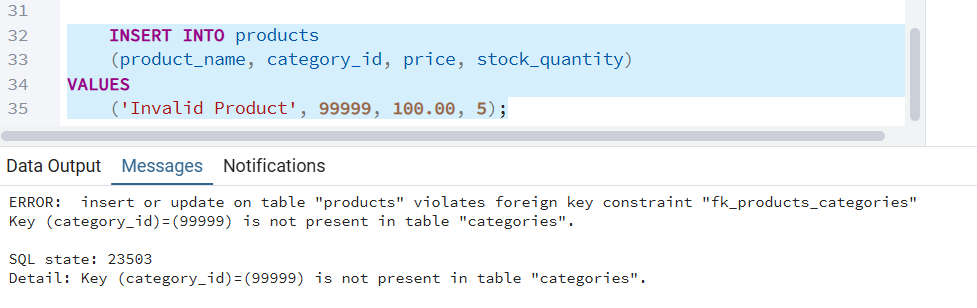 31
32 INSERT INTO products
33 (product_name, category_id, price, stock_quantity)
34 VALUES
35 ('Invalid Product', 99999, 100.00, 5);
Data Output Messages Notifications
ERROR:  insert or update on table "products" violates foreign key constraint "fk_products_categories"
Key (category_id)=(99999) is not present in table "categories".
SQL state: 23503
Detail: Key (category_id)=(99999) is not present in table "categories".